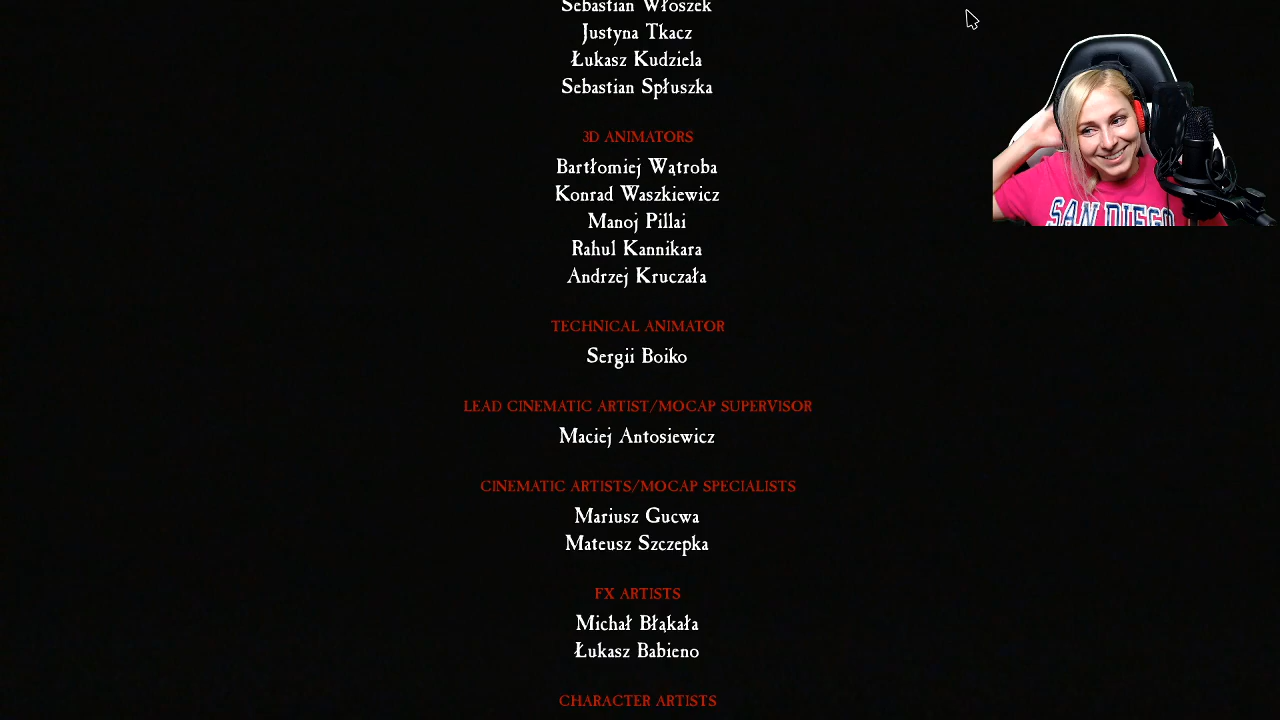 Sebastian Włoszek
Justyna Tkacz
Łukasz Kudziela
Sebastian Spłuszka
3D ANIMATORS
Bartłomiej Wątroba
Konrad Waszkiewicz
Manoj Pillai
Rahul Kannikara
Andrzej Kruczała
TECHNICAL ANIMATOR
Sergii Boiko
LEAD CINEMATIC ARTIST/MOCAP SUPERVISOR
Maciej Antosiewicz
CINEMATIC ARTISTS/MOCAP SPECIALISTS
Mariusz Gucwa
Mateusz Szczepka
FX ARTISTS
Michał Błąkała
Łukasz Babieno
CHARACTER ARTISTS
SAN DIEGO